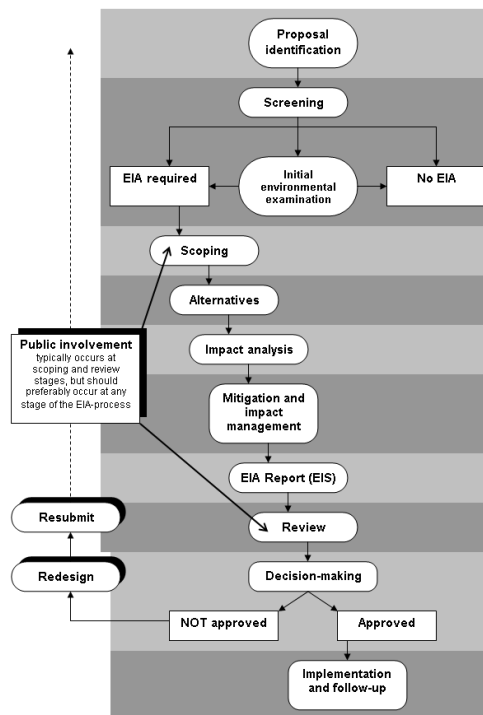 Proposal
identification
Screening
EIA required
Initial
environmental
examination
No EIA
Scoping
Alternatives
Public involvement
typically occurs at
scoping and review
stages, but should
preferably occur at any
stage of the EIA-process
Impact analysis
Mitigation and
impact
management
EIA Report (EIS)
Resubmit
Review
Redesign
Decision-making
NOT approved
Approved
Implementation
and follow-up